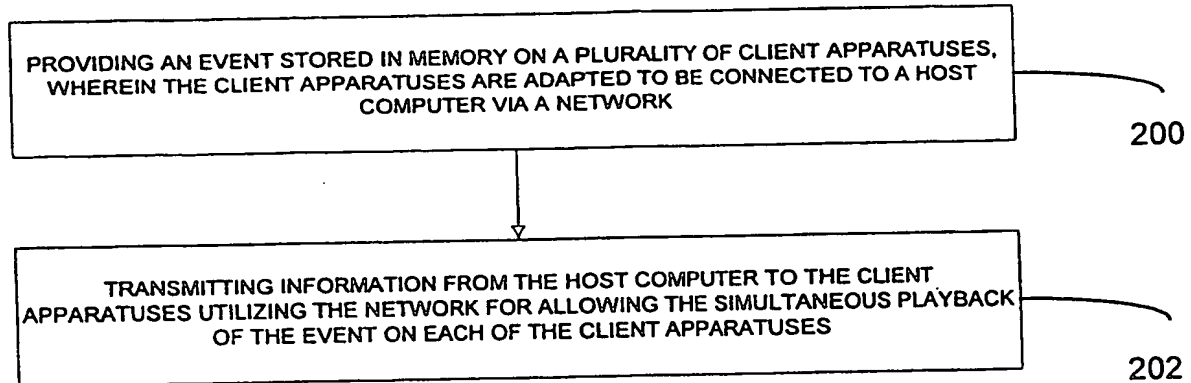 PROVIDING AN EVENT STORED IN MEMORY ON A PLURALITY OF CLIENT APPARATUSES,
WHEREIN THE CLIENT APPARATUSES ARE ADAPTED TO BE CONNECTED TO A HOST
COMPUTER VIA A NETWORK
200
TRANSMITTING INFORMATION FROM THE HOST COMPUTER TO THE CLIENT
APPARATUSES UTILIZING THE NETWORK FOR ALLOWING THE SIMULTANEOUS PLAYBACK
OF THE EVENT ON EACH OF THE CLIENT APPARATUSES
202